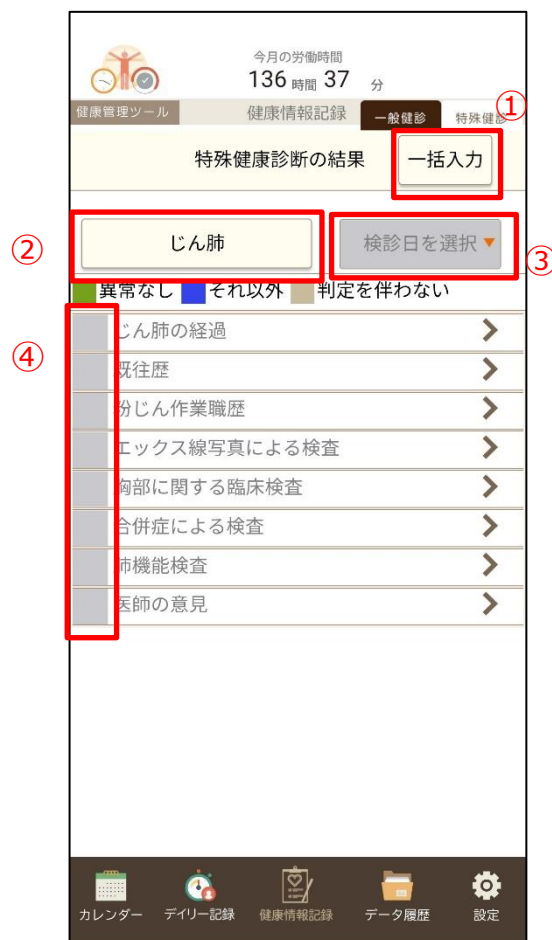 今月の労働時間
136 時間 37 分
健康管理ツール 健康情報記録 一般健診 特殊健診
①
特殊健康診断の結果 一括入力
② じん肺 検診日を選択 ③
異常なし それ以外 判定を伴わない
④
じん肺の経過
既往歴
粉じん作業職歴
エックス線写真による検査
胸部に関する臨床検査
合併症による検査
肺機能検査
医師の意見
カレンダー デイリー記録 健康情報記録 データ履歴 設定